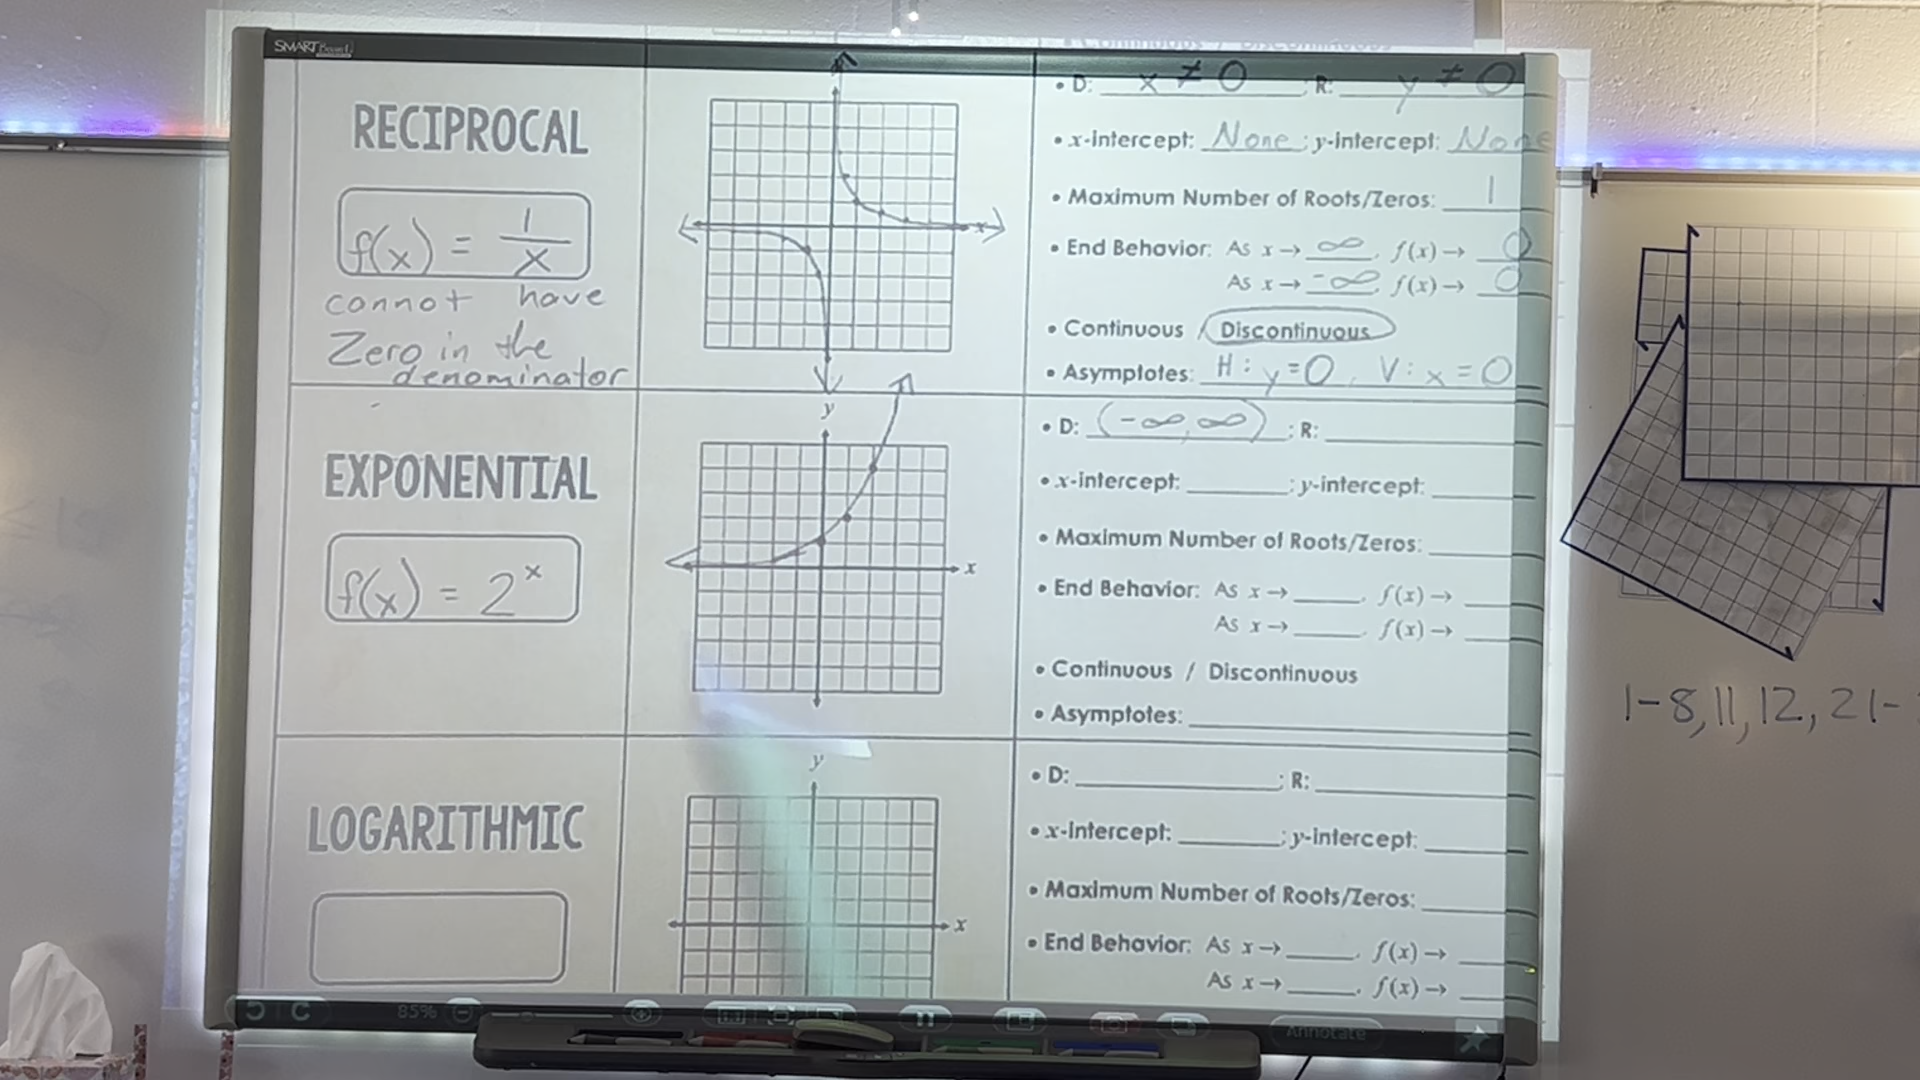 SMART Board
RECIPROCAL
f(x) = 1/x
cannot have
Zero in the
denominator
x
• D: x ≠ 0 ; R: y ≠ 0
• x-intercept: None ; y-intercept: None
• Maximum Number of Roots/Zeros: 1
• End Behavior: As x → ∞, f(x) → 0
As x → -∞, f(x) → 0
• Continuous / Discontinuous
• Asymptotes: H: y=0, V: x=0
EXPONENTIAL
f(x) = 2^x
y
x
• D: (-∞, ∞) ; R:
• x-intercept: ; y-intercept:
• Maximum Number of Roots/Zeros:
• End Behavior: As x → , f(x) →
As x → , f(x) →
• Continuous / Discontinuous
• Asymptotes:
LOGARITHMIC
y
x
• D: ; R:
• x-intercept: ; y-intercept:
• Maximum Number of Roots/Zeros:
• End Behavior: As x → , f(x) →
As x → , f(x) →
85%
Annotate
1-8, 11, 12, 21-